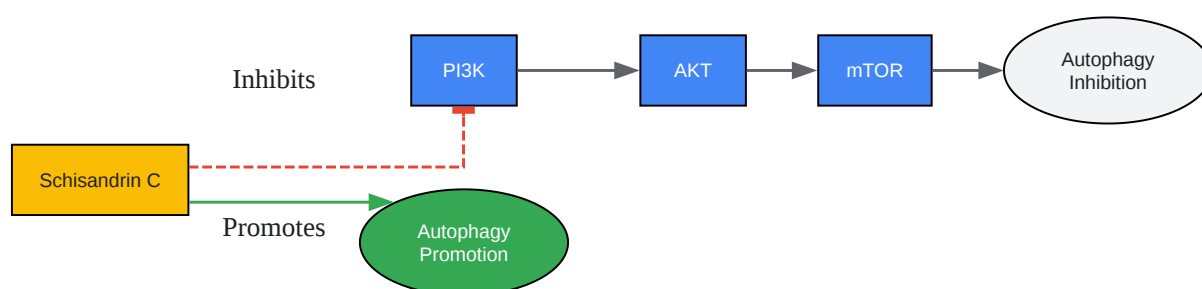 PI3K
AKT
mTOR
Autophagy
Inhibition
Inhibits
Schisandrin C
Promotes
Autophagy
Promotion